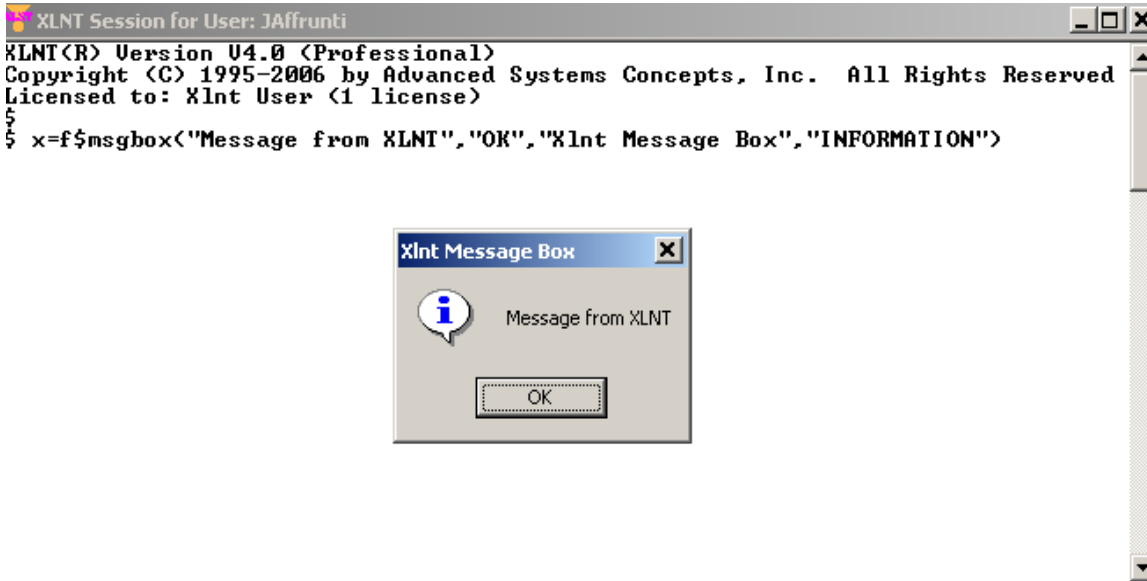 XLNT Session for User: JAffrunti
XLNT(R) Version V4.0 (Professional)
Copyright (C) 1995-2006 by Advanced Systems Concepts, Inc.  All Rights Reserved
Licensed to: Xlnt User (1 license)
$
$ x=f$msgbox("Message from XLNT","OK","Xlnt Message Box","INFORMATION")
Xlnt Message Box
Message from XLNT
OK